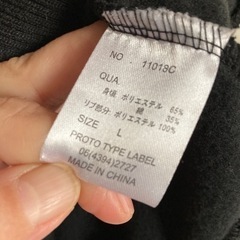 NO. 11013C
QUA.
身頃 ポリエステル 65%
綿 35%
リブ部分 ポリエステル 100%
SIZE L
PROTO TYPE LABEL
06(4394)2727
MADE IN CHINA